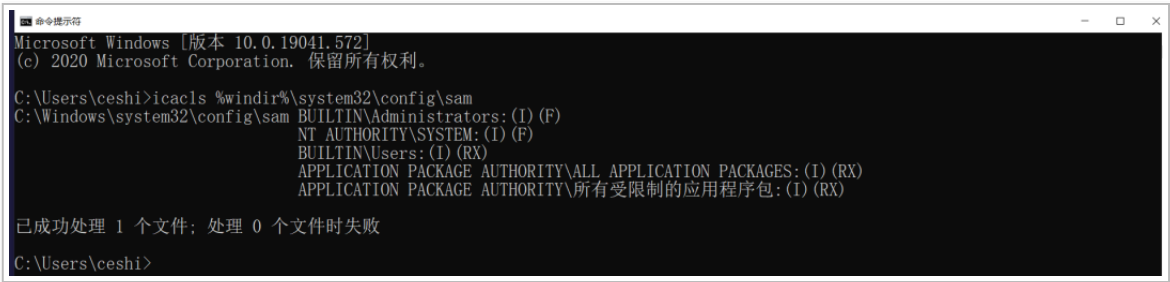 命令提示符
Microsoft Windows [版本 10.0.19041.572]
(c) 2020 Microsoft Corporation. 保留所有权利。
C:\Users\ceshi>icacls %windir%\system32\config\sam
C:\Windows\system32\config\sam BUILTIN\Administrators:(I)(F)
NT AUTHORITY\SYSTEM:(I)(F)
BUILTIN\Users:(I)(RX)
APPLICATION PACKAGE AUTHORITY\ALL APPLICATION PACKAGES:(I)(RX)
APPLICATION PACKAGE AUTHORITY\所有受限制的应用程序包:(I)(RX)
已成功处理 1 个文件; 处理 0 个文件时失败
C:\Users\ceshi>